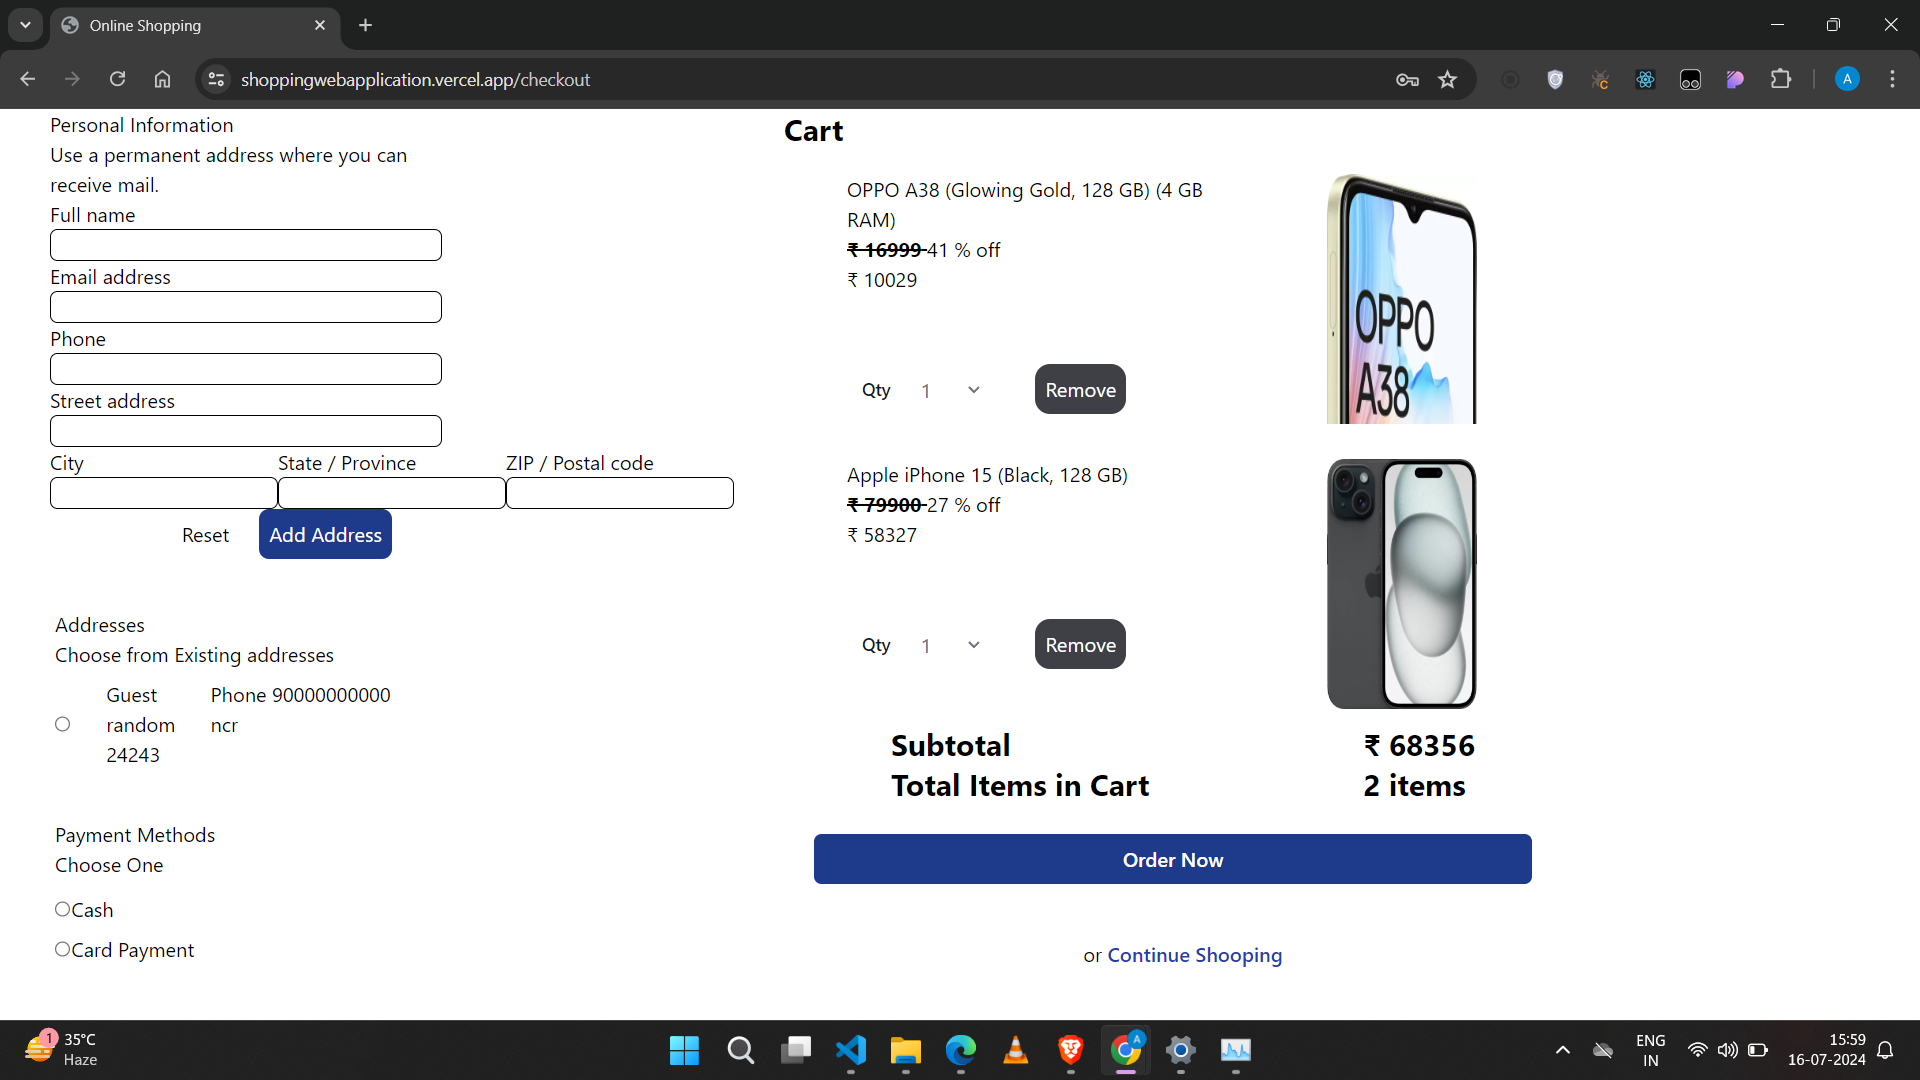 Online Shopping
shoppingwebapplication.vercel.app/checkout
A
Personal Information
Use a permanent address where you can
receive mail.
Full name
Email address
Phone
Street address
City State / Province ZIP / Postal code
Reset Add Address
Addresses
Choose from Existing addresses
Guest Phone 90000000000
random ncr
24243
Payment Methods
Choose One
Cash
Card Payment
Cart
OPPO A38 (Glowing Gold, 128 GB) (4 GB
RAM)
₹ 16999 41 % off
₹ 10029
Qty 1 Remove
OPPO
A38
Apple iPhone 15 (Black, 128 GB)
₹ 79900 27 % off
₹ 58327
Qty 1 Remove
Subtotal ₹ 68356
Total Items in Cart 2 items
Order Now
or Continue Shooping
1
35°C
Haze
A
ENG
IN
15:59
16-07-2024